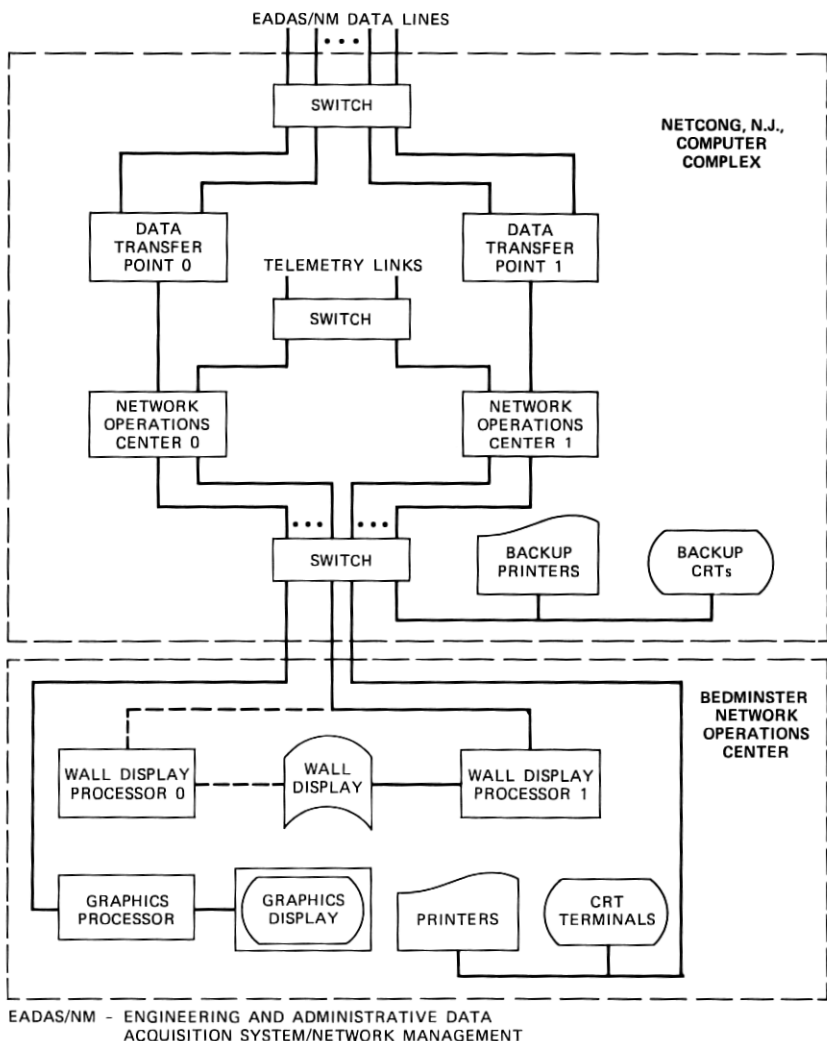 EADAS/NM DATA LINES
SWITCH
NETCONG, N.J.,
COMPUTER
COMPLEX
DATA
TRANSFER
POINT 0
DATA
TRANSFER
POINT 1
TELEMETRY LINKS
SWITCH
NETWORK
OPERATIONS
CENTER 0
NETWORK
OPERATIONS
CENTER 1
SWITCH
BACKUP
PRINTERS
BACKUP
CRTs
BEDMINSTER
NETWORK
OPERATIONS
CENTER
WALL DISPLAY
PROCESSOR 0
WALL
DISPLAY
WALL DISPLAY
PROCESSOR 1
GRAPHICS
PROCESSOR
GRAPHICS
DISPLAY
PRINTERS
CRT
TERMINALS
EADAS/NM – ENGINEERING AND ADMINISTRATIVE DATA
ACQUISITION SYSTEM/NETWORK MANAGEMENT